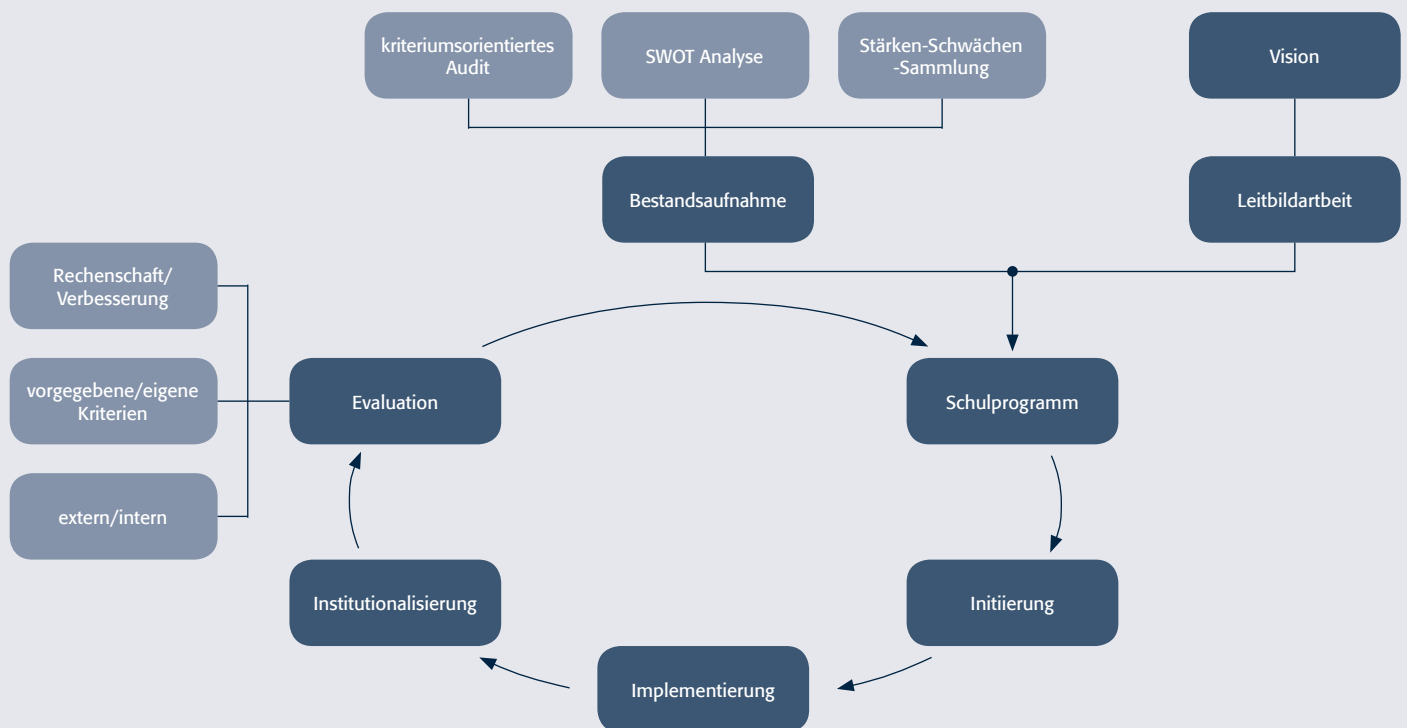 kriteriumsorientiertes
Audit
SWOT Analyse
Stärken-Schwächen
-Sammlung
Vision
Bestandsaufnahme
Leitbildartbeit
Rechenschaft/
Verbesserung
vorgegebene/eigene
Kriterien
extern/intern
Evaluation
Schulprogramm
Institutionalisierung
Initiierung
Implementierung